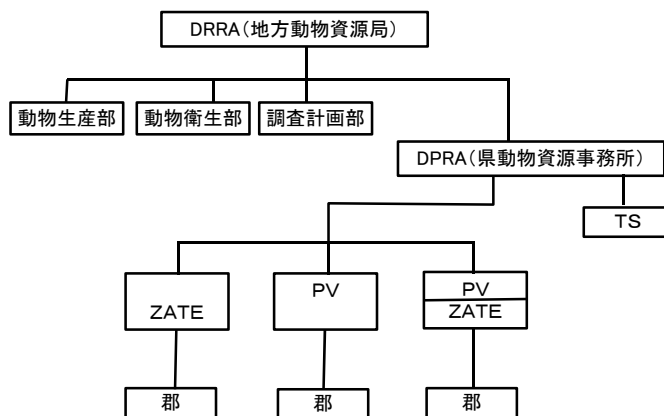 DRRA(地方動物資源局)
動物生産部 動物衛生部 調査計画部
DPRA(県動物資源事務所)
TS
ZATE
PV
PV
ZATE
郡 郡 郡